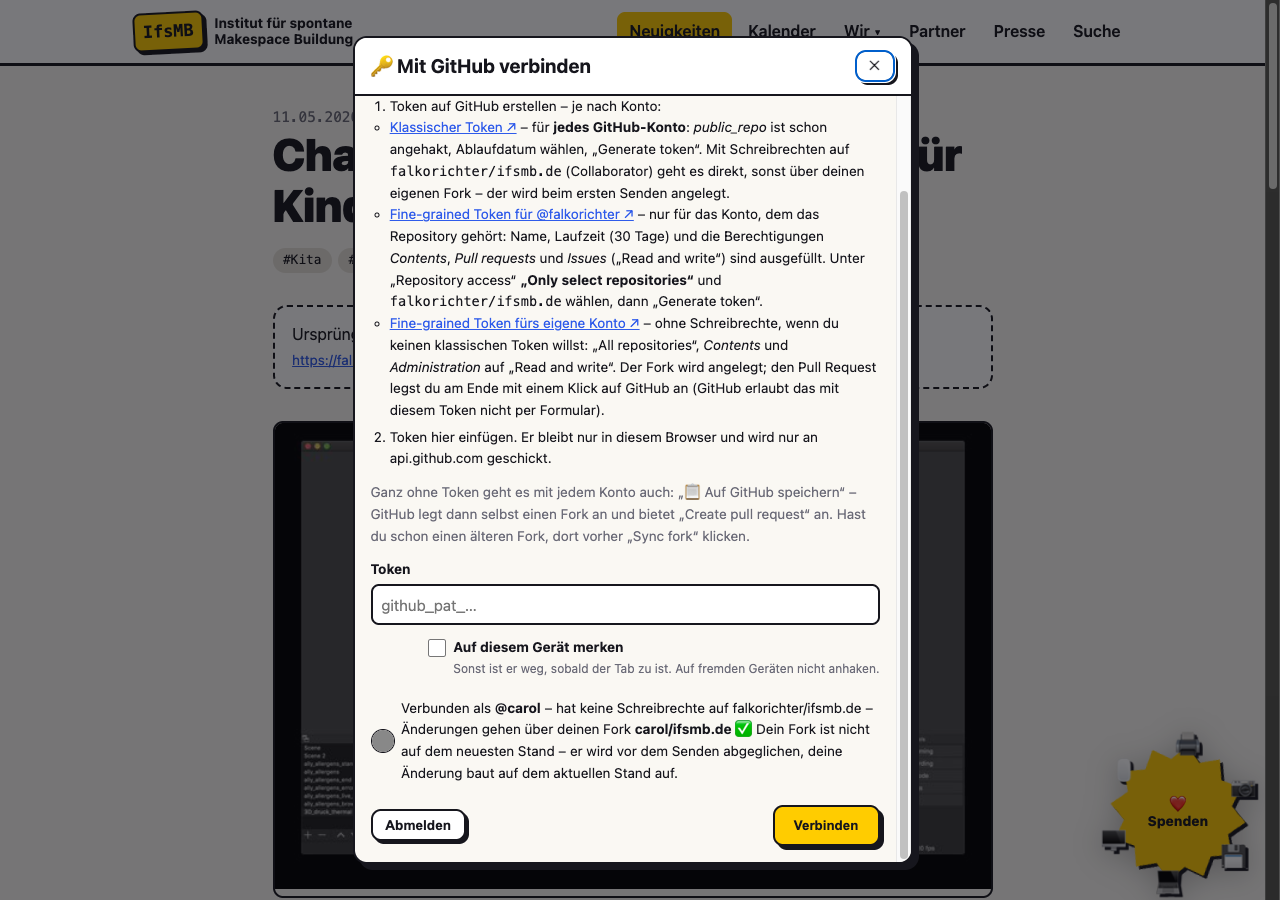 IfsMB
Institut für spontane
Makespace Buildung
Neuigkeiten
Kalender
Wir ▾
Partner
Presse
Suche
🔑 Mit GitHub verbinden
×
11.05.202
Cha
ür
Kind
#Kita
#
Ursprüng
https://fal
1. Token auf GitHub erstellen – je nach Konto:
Klassischer Token ↗ – für jedes GitHub-Konto: public_repo ist schon
angehakt, Ablaufdatum wählen, „Generate token“. Mit Schreibrechten auf
falkorichter/ifsmb.de (Collaborator) geht es direkt, sonst über deinen
eigenen Fork – der wird beim ersten Senden angelegt.
Fine-grained Token für @falkorichter ↗ – nur für das Konto, dem das
Repository gehört: Name, Laufzeit (30 Tage) und die Berechtigungen
Contents, Pull requests und Issues („Read and write“) sind ausgefüllt. Unter
„Repository access“ „Only select repositories“ und
falkorichter/ifsmb.de wählen, dann „Generate token“.
Fine-grained Token fürs eigene Konto ↗ – ohne Schreibrechte, wenn du
keinen klassischen Token willst: „All repositories“, Contents und
Administration auf „Read and write“. Der Fork wird angelegt; den Pull Request
legst du am Ende mit einem Klick auf GitHub an (GitHub erlaubt das mit
diesem Token nicht per Formular).
2. Token hier einfügen. Er bleibt nur in diesem Browser und wird nur an
api.github.com geschickt.
Ganz ohne Token geht es mit jedem Konto auch: „📋 Auf GitHub speichern“ –
GitHub legt dann selbst einen Fork an und bietet „Create pull request“ an. Hast
du schon einen älteren Fork, dort vorher „Sync fork“ klicken.
Token
github_pat_…
Auf diesem Gerät merken
Sonst ist er weg, sobald der Tab zu ist. Auf fremden Geräten nicht anhaken.
Verbunden als @carol – hat keine Schreibrechte auf falkorichter/ifsmb.de –
Änderungen gehen über deinen Fork carol/ifsmb.de ✅ Dein Fork ist nicht
auf dem neuesten Stand – er wird vor dem Senden abgeglichen, deine
Änderung baut auf dem aktuellen Stand auf.
Abmelden
Verbinden
Scene
Scene 2
Spenden